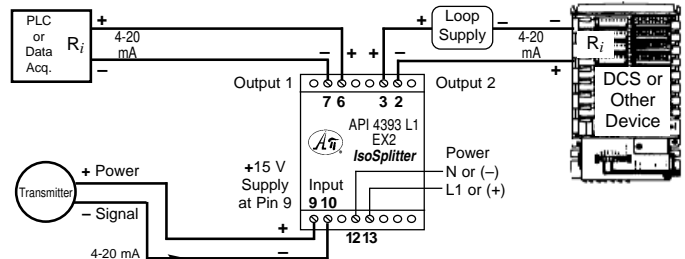 PLC
or
Data
Acq.
Ri
+
4-20
mA
–
– + + –
+
Loop
Supply
– –
4-20
mA
+
Ri
DCS or
Other
Device
Output 1
Output 2
7 6
3 2
API 4393 L1
EX2
IsoSplitter
Transmitter
+ Power
– Signal
+15 V
Supply
at Pin 9
Input
9 10
Power
N or (–)
L1 or (+)
12 13
+
–
4-20 mA